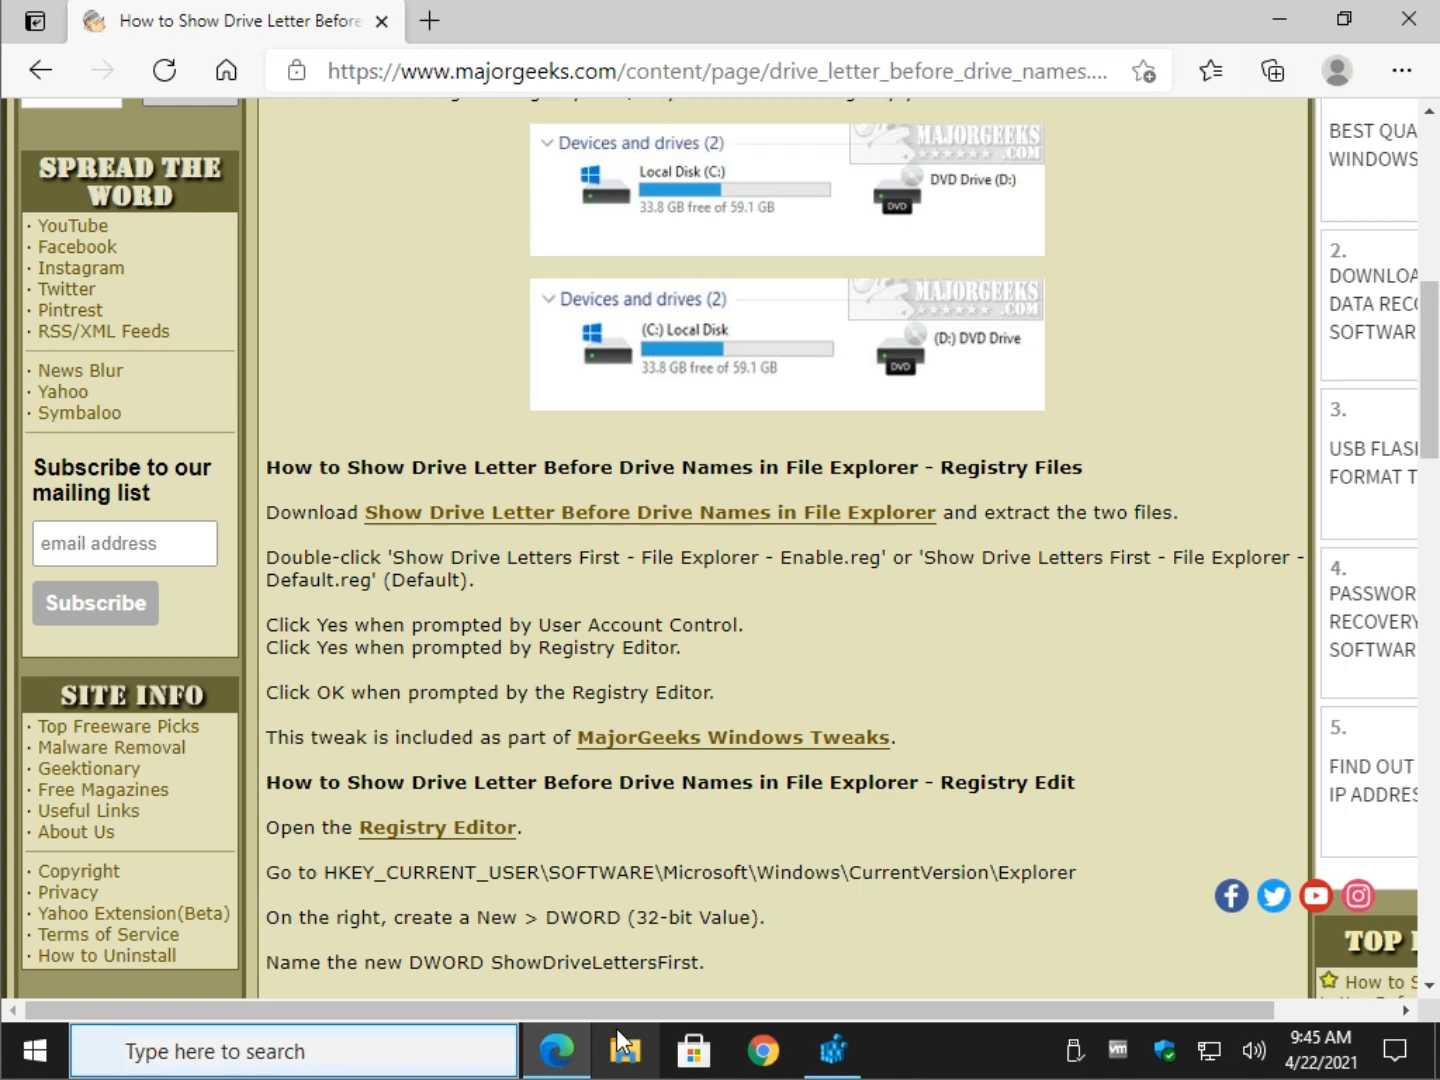 How to Show Drive Letter Before
https://www.majorgeeks.com/content/page/drive_letter_before_drive_names....
SPREAD THE
WORD
· YouTube
· Facebook
· Instagram
· Twitter
· Pintrest
· RSS/XML Feeds
· News Blur
· Yahoo
· Symbaloo
Subscribe to our
mailing list
email address
Subscribe
SITE INFO
· Top Freeware Picks
· Malware Removal
· Geektionary
· Free Magazines
· Useful Links
· About Us
· Copyright
· Privacy
· Yahoo Extension(Beta)
· Terms of Service
· How to Uninstall
Devices and drives (2)
MAJORGEEKS
.COM
Local Disk (C:)
33.8 GB free of 59.1 GB
DVD Drive (D:)
DVD
Devices and drives (2)
MAJORGEEKS
.COM
(C:) Local Disk
33.8 GB free of 59.1 GB
(D:) DVD Drive
DVD
How to Show Drive Letter Before Drive Names in File Explorer - Registry Files
Download Show Drive Letter Before Drive Names in File Explorer and extract the two files.
Double-click 'Show Drive Letters First - File Explorer - Enable.reg' or 'Show Drive Letters First - File Explorer -
Default.reg' (Default).
Click Yes when prompted by User Account Control.
Click Yes when prompted by Registry Editor.
Click OK when prompted by the Registry Editor.
This tweak is included as part of MajorGeeks Windows Tweaks.
How to Show Drive Letter Before Drive Names in File Explorer - Registry Edit
Open the Registry Editor.
Go to HKEY_CURRENT_USER\SOFTWARE\Microsoft\Windows\CurrentVersion\Explorer
On the right, create a New > DWORD (32-bit Value).
Name the new DWORD ShowDriveLettersFirst.
BEST QUA
WINDOWS
2.
DOWNLOA
DATA REC
SOFTWAR
3.
USB FLAS
FORMAT T
4.
PASSWOR
RECOVERY
SOFTWAR
5.
FIND OUT
IP ADDRES
TOP
How to S
Type here to search
vm
9:45 AM
4/22/2021